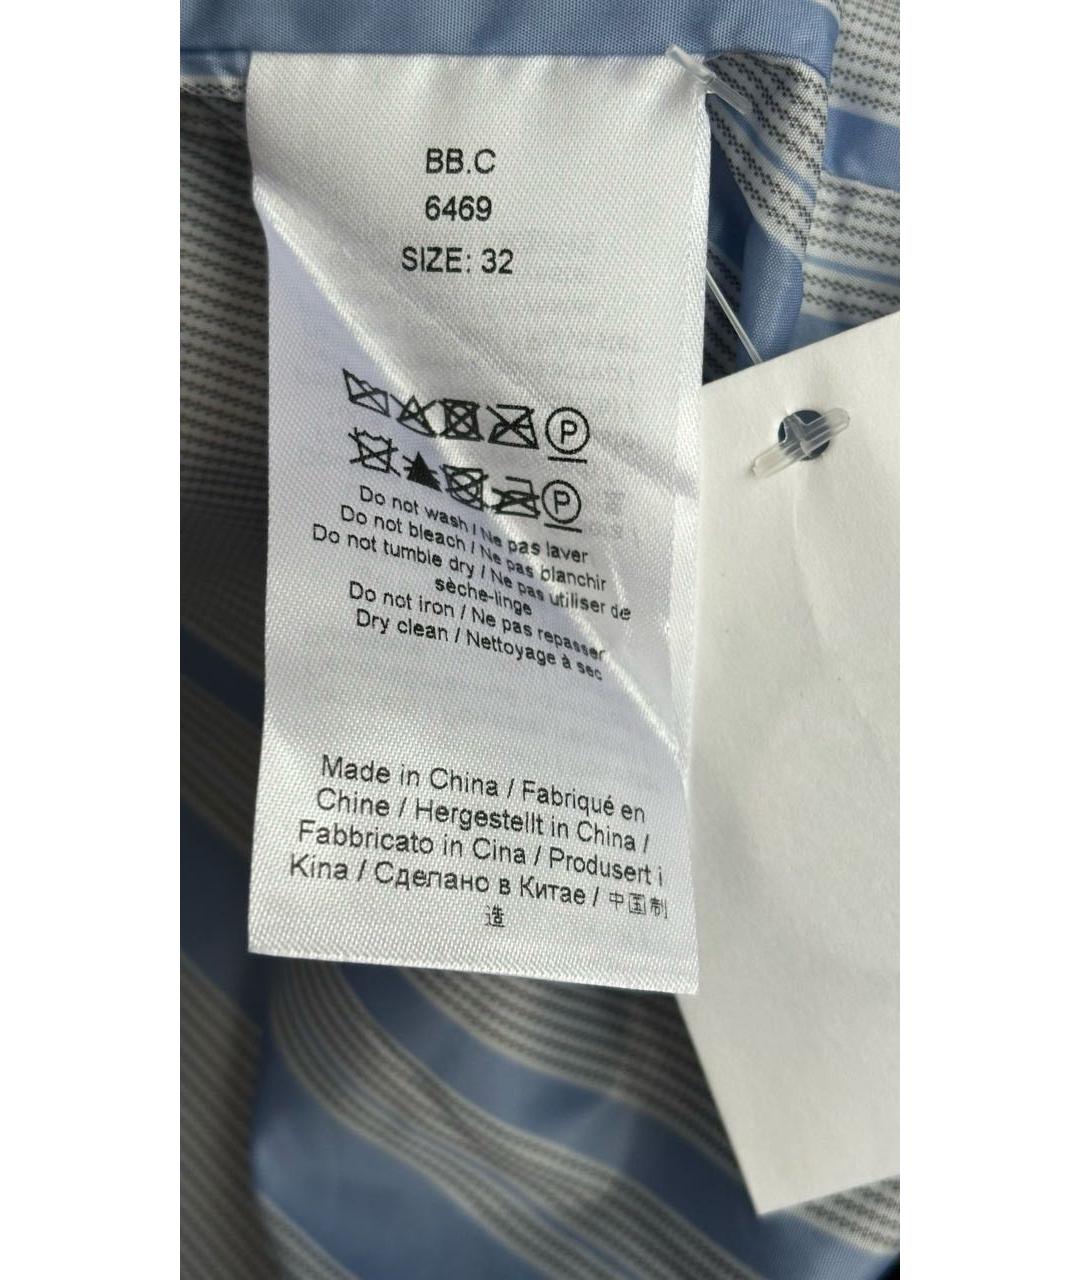 BB.C
6469
SIZE: 32
P
P
Do not wash / Ne pas laver
Do not bleach / Ne pas blanchir
Do not tumble dry / Ne pas utiliser de
sèche-linge
Do not iron / Ne pas repasser
Dry clean / Nettoyage à sec
Made in China / Fabriqué en
Chine / Hergestellt in China /
Fabbricato in Cina / Produsert i
Kina / Сделано в Китае / 中国制
造